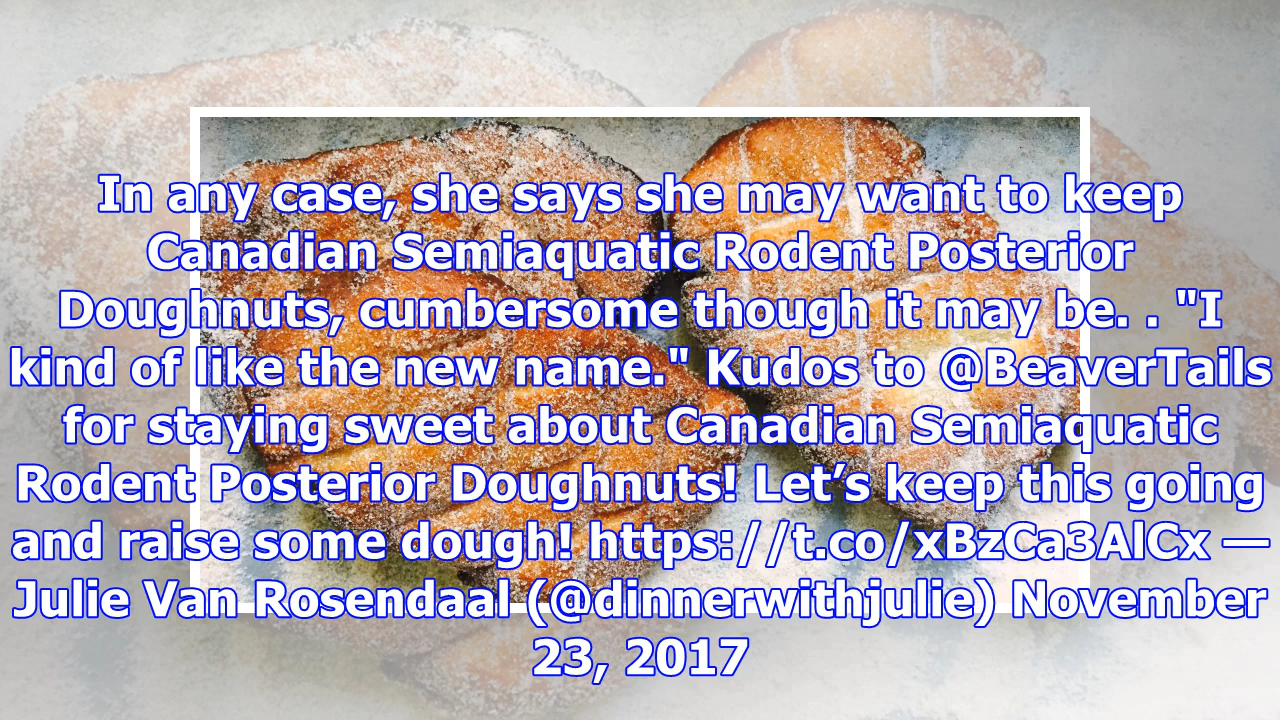 In any case, she says she may want to keep
Canadian Semiaquatic Rodent Posterior
Doughnuts, cumbersome though it may be. . "I
kind of like the new name." Kudos to @BeaverTails
for staying sweet about Canadian Semiaquatic
Rodent Posterior Doughnuts! Let’s keep this going
and raise some dough! https://t.co/xBzCa3AlCx —
Julie Van Rosendaal (@dinnerwithjulie) November
23, 2017